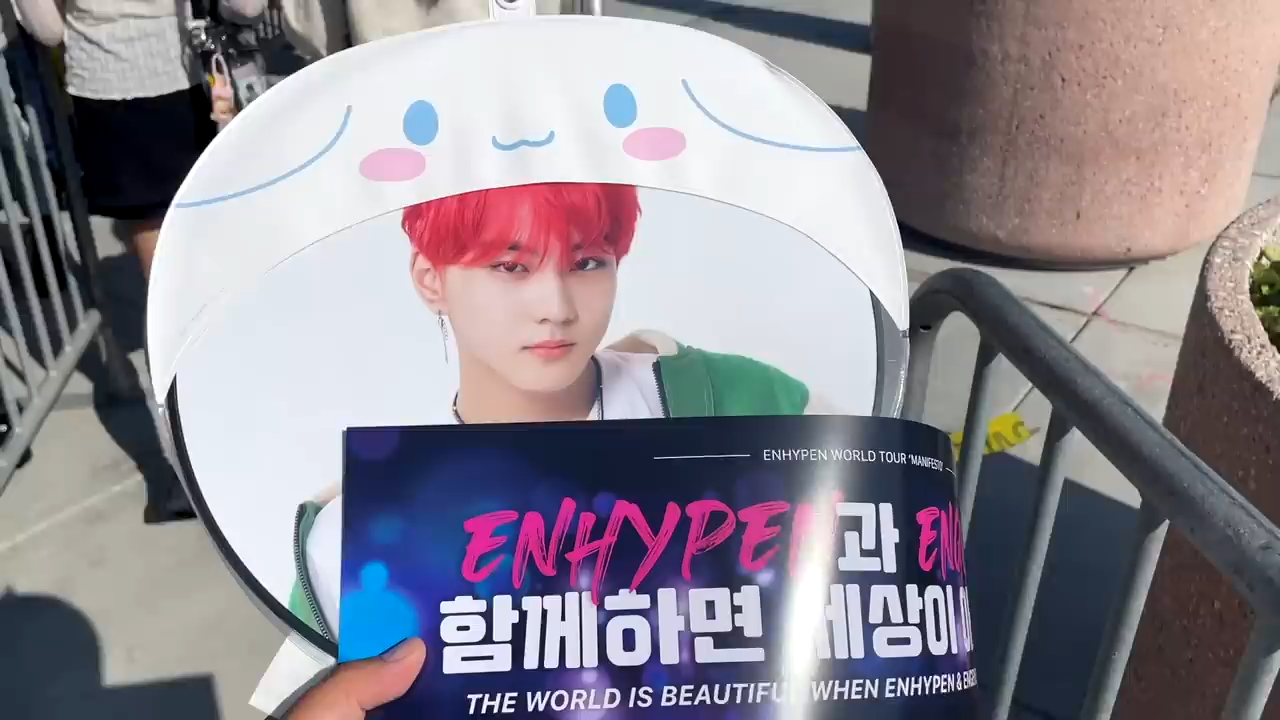 ENHYPEN WORLD TOUR 'MANIFESTO'
ENHYPEN과
함께하면 세상이
THE WORLD IS BEAUTIFUL WHEN ENHYPEN &